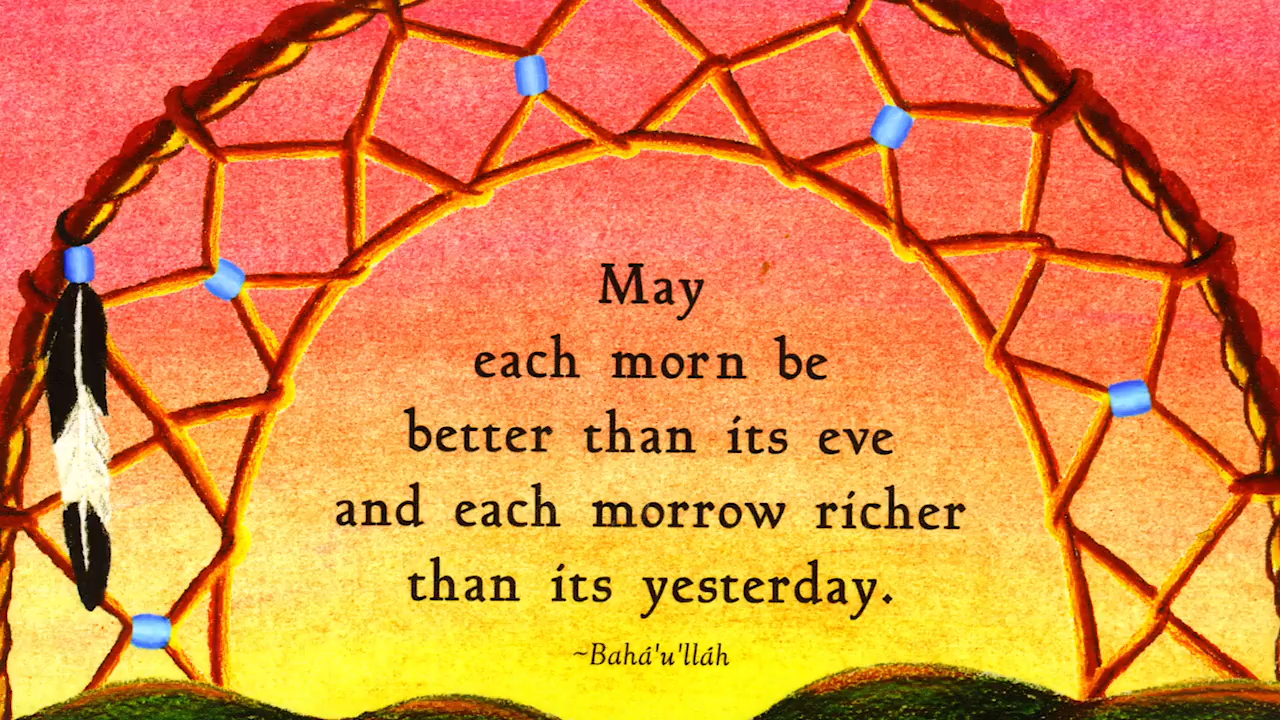 May
each morn be
better than its eve
and each morrow richer
than its yesterday.
~Bahá'u'lláh